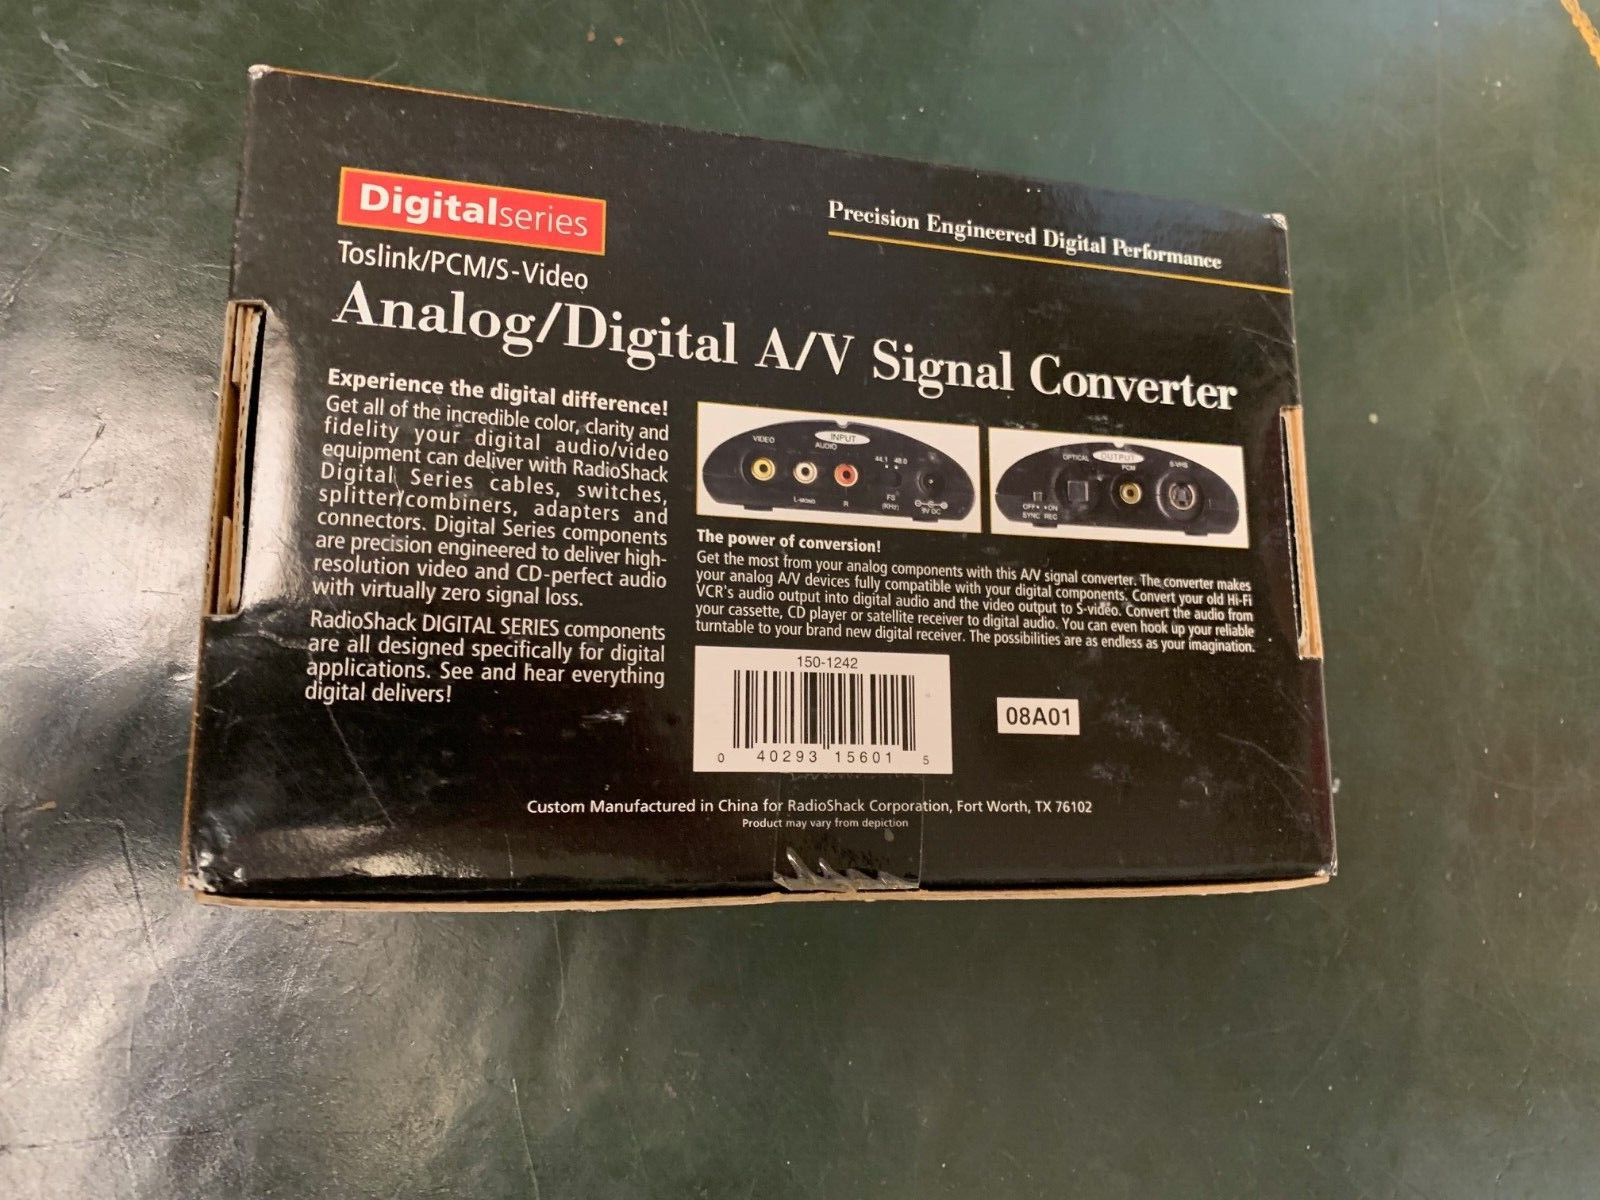 Digitalseries
Toslink/PCM/S-Video
Analog/Digital A/V Signal Converter
Precision Engineered Digital Performance
Experience the digital difference!
Get all of the incredible color, clarity and
fidelity your digital audio/video
equipment can deliver with RadioShack
Digital Series cables, switches,
splitter/combiners, adapters and
connectors. Digital Series components
are precision engineered to deliver high-
resolution video and CD-perfect audio
with virtually zero signal loss.
RadioShack DIGITAL SERIES components
are all designed specifically for digital
applications. See and hear everything
digital delivers!
INPUT
VIDEO
AUDIO
44.1 48.0
L-MONO
R
FS
(KHz)
9V DC
OUTPUT
OPTICAL
PCM
S-VHS
OFF ON
SYNC REC
The power of conversion!
Get the most from your analog components with this A/V signal converter. The converter makes
your analog A/V devices fully compatible with your digital components. Convert your old Hi-Fi
VCR's audio output into digital audio and the video output to S-video. Convert the audio from
your cassette, CD player or satellite receiver to digital audio. You can even hook up your reliable
turntable to your brand new digital receiver. The possibilities are as endless as your imagination.
150-1242
0 40293 15601 5
08A01
Custom Manufactured in China for RadioShack Corporation, Fort Worth, TX 76102
Product may vary from depiction